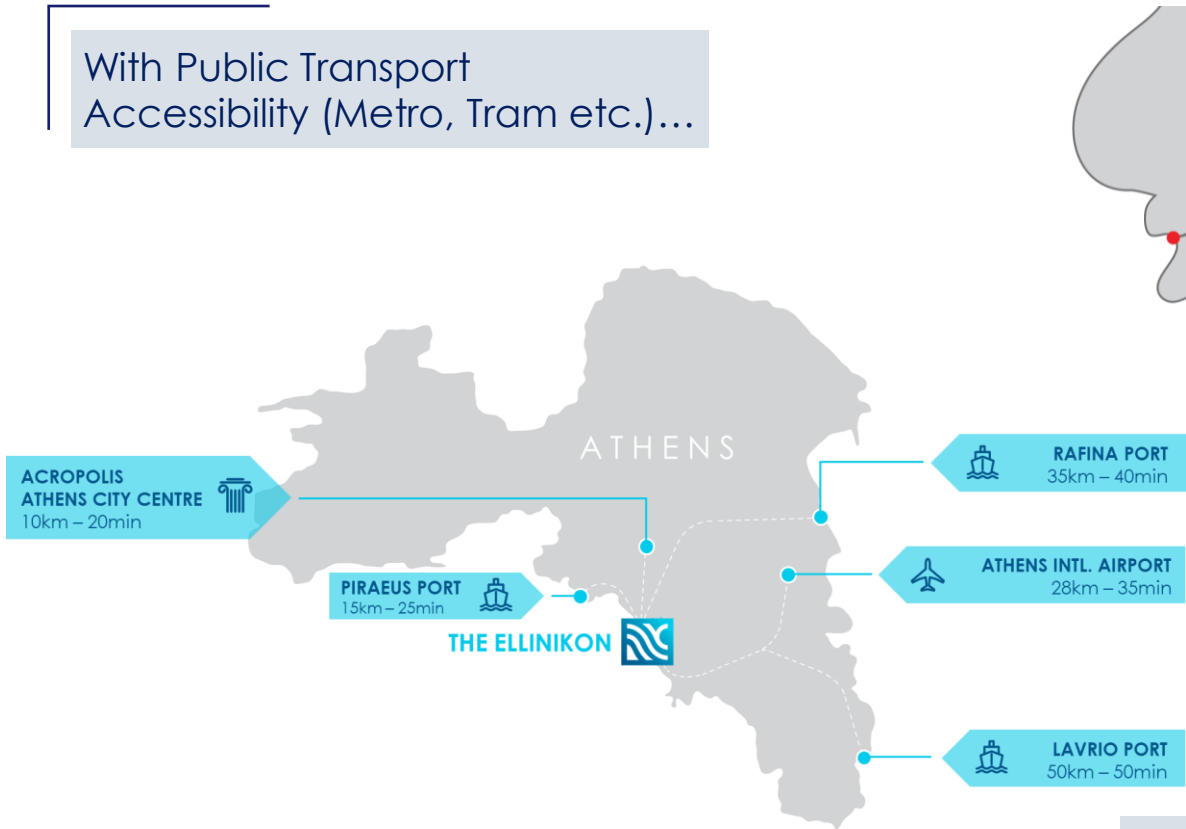 With Public Transport
Accessibility (Metro, Tram etc.)...
ATHENS
ACROPOLIS
ATHENS CITY CENTRE
10km – 20min
RAFINA PORT
35km – 40min
ATHENS INTL. AIRPORT
28km – 35min
PIRAEUS PORT
15km – 25min
THE ELLINIKON
LAVRIO PORT
50km – 50min